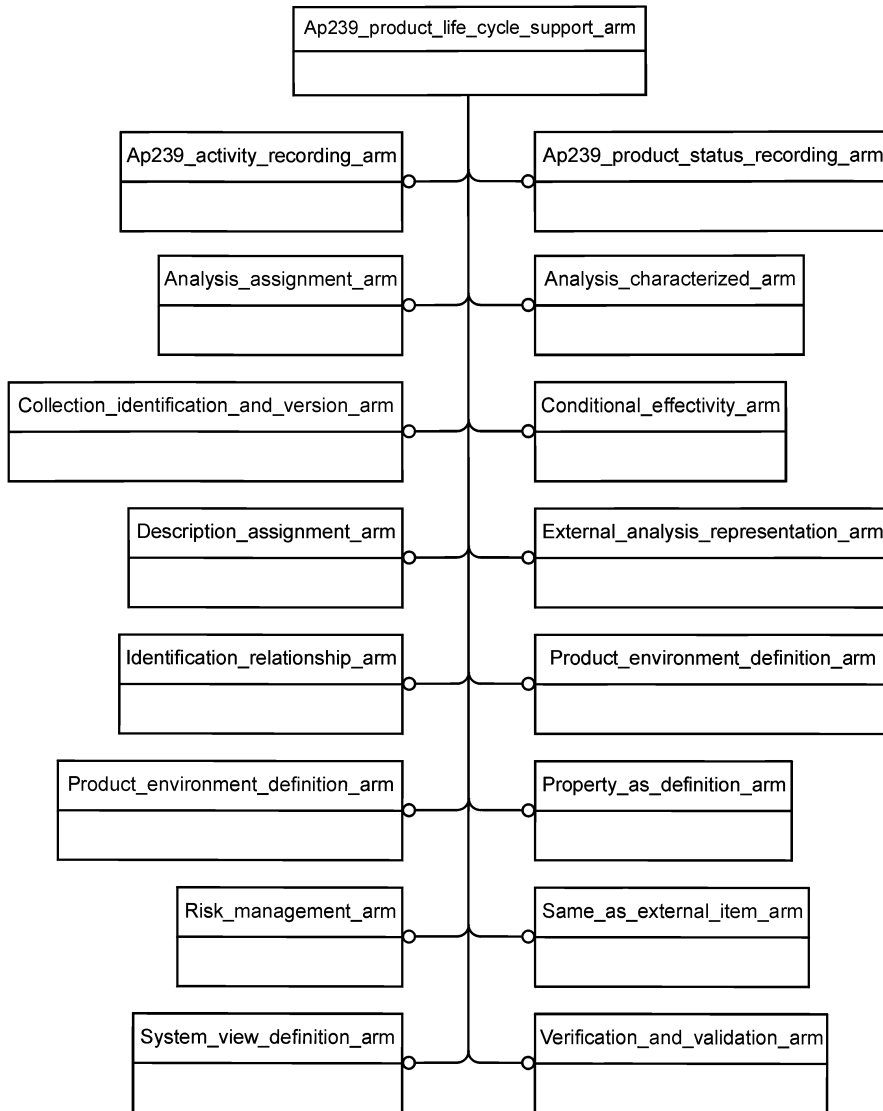 Ap239_product_life_cycle_support_arm
Ap239_activity_recording_arm
Ap239_product_status_recording_arm
Analysis_assignment_arm
Analysis_characterized_arm
Collection_identification_and_version_arm
Conditional_effectivity_arm
Description_assignment_arm
External_analysis_representation_arm
Identification_relationship_arm
Product_environment_definition_arm
Product_environment_definition_arm
Property_as_definition_arm
Risk_management_arm
Same_as_external_item_arm
System_view_definition_arm
Verification_and_validation_arm